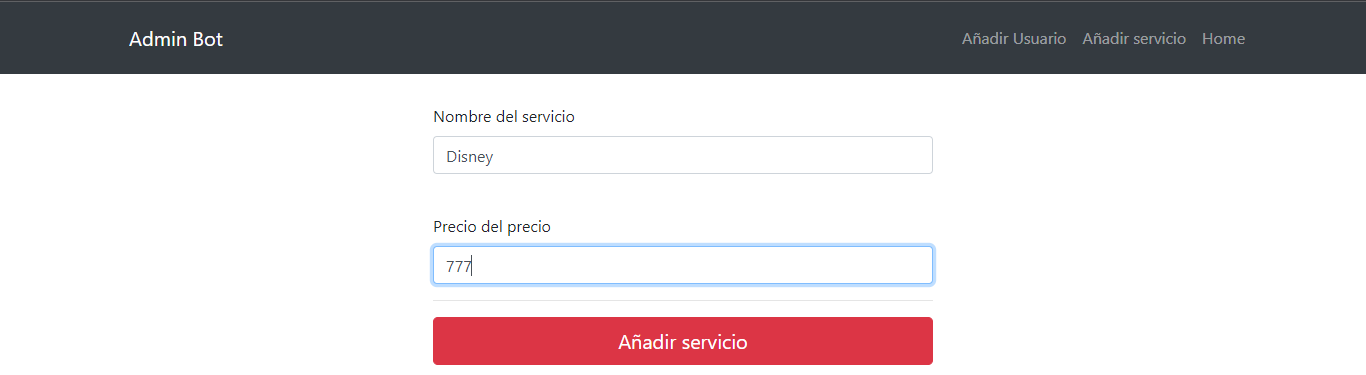 Admin Bot
Añadir Usuario Añadir servicio Home
Nombre del servicio
Disney
Precio del precio
777
Añadir servicio